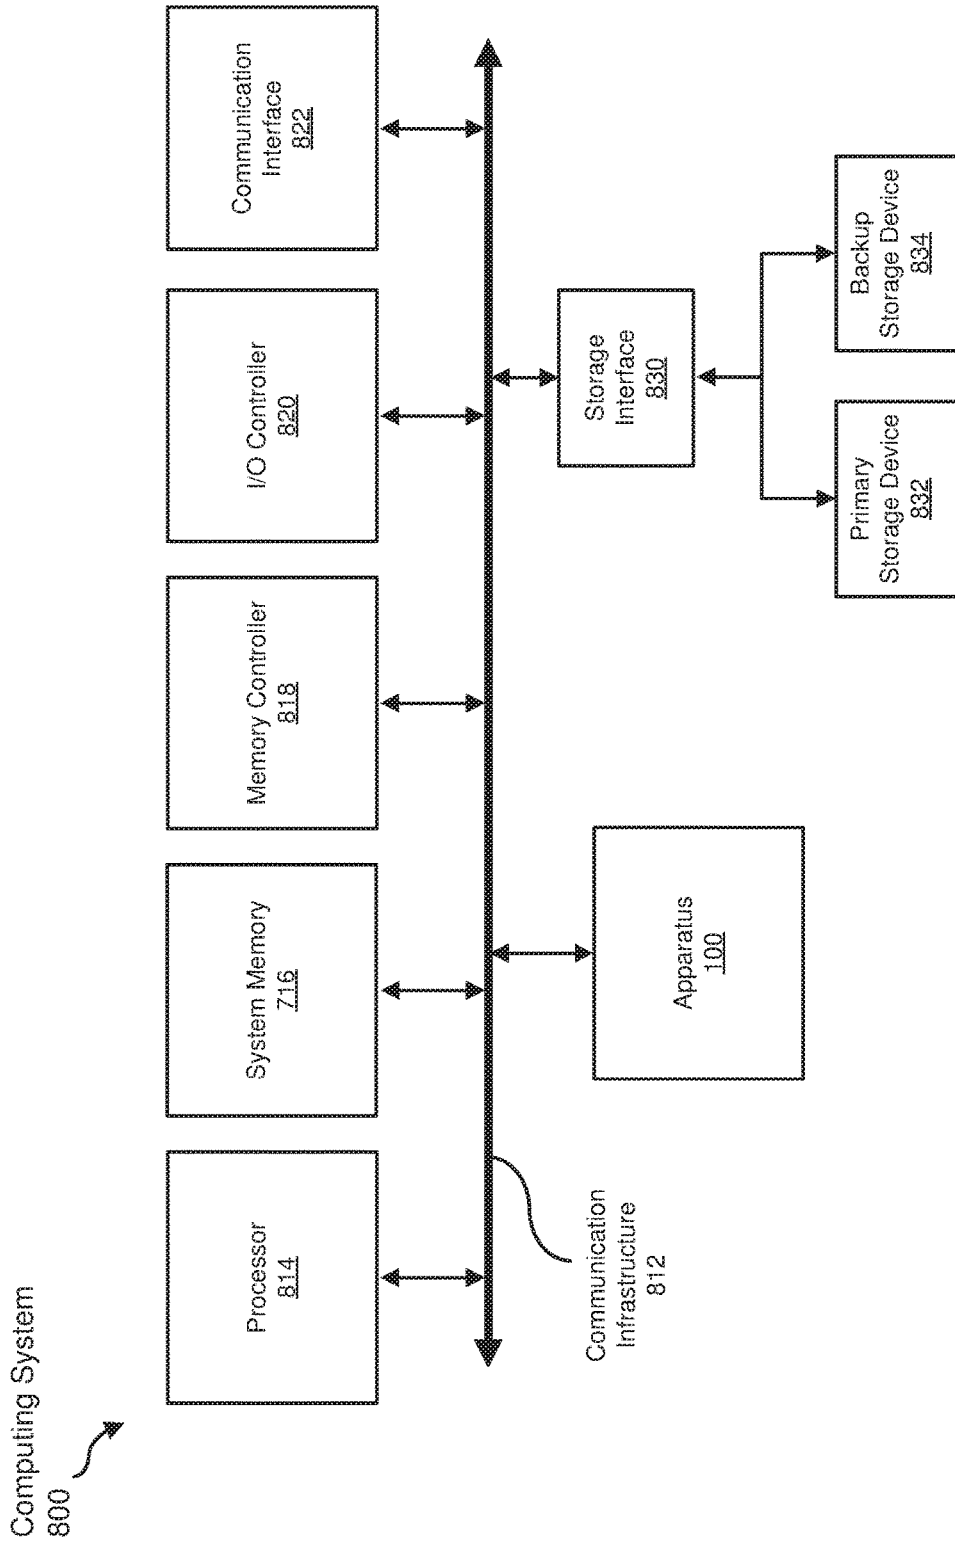 Computing System
800
Processor
814
System Memory
716
Memory Controller
818
I/O Controller
820
Communication
Interface
822
Communication
Infrastructure
812
Apparatus
100
Storage
Interface
830
Primary
Storage Device
832
Backup
Storage Device
834